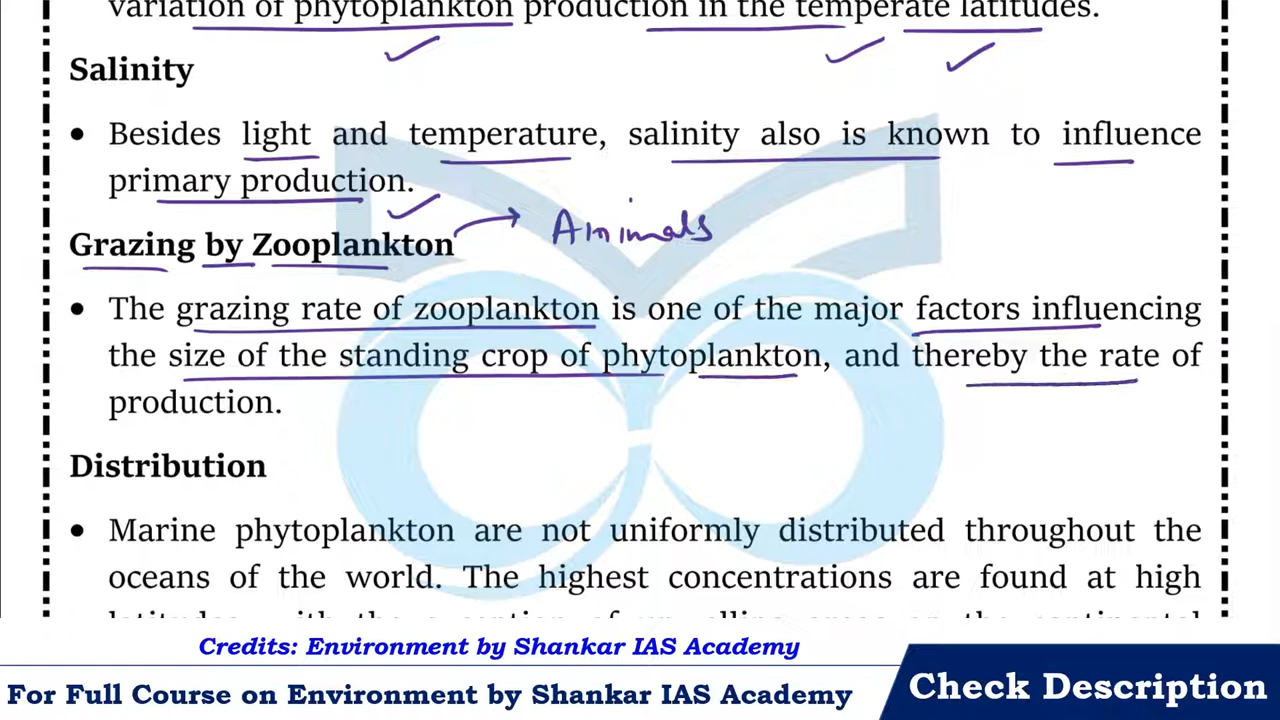 variation of phytoplankton production in the temperate latitudes.
Salinity
• Besides light and temperature, salinity also is known to influence
primary production.
Grazing by Zooplankton → Animals
• The grazing rate of zooplankton is one of the major factors influencing
the size of the standing crop of phytoplankton, and thereby the rate of
production.
Distribution
• Marine phytoplankton are not uniformly distributed throughout the
oceans of the world. The highest concentrations are found at high
Credits: Environment by Shankar IAS Academy
For Full Course on Environment by Shankar IAS Academy
Check Description